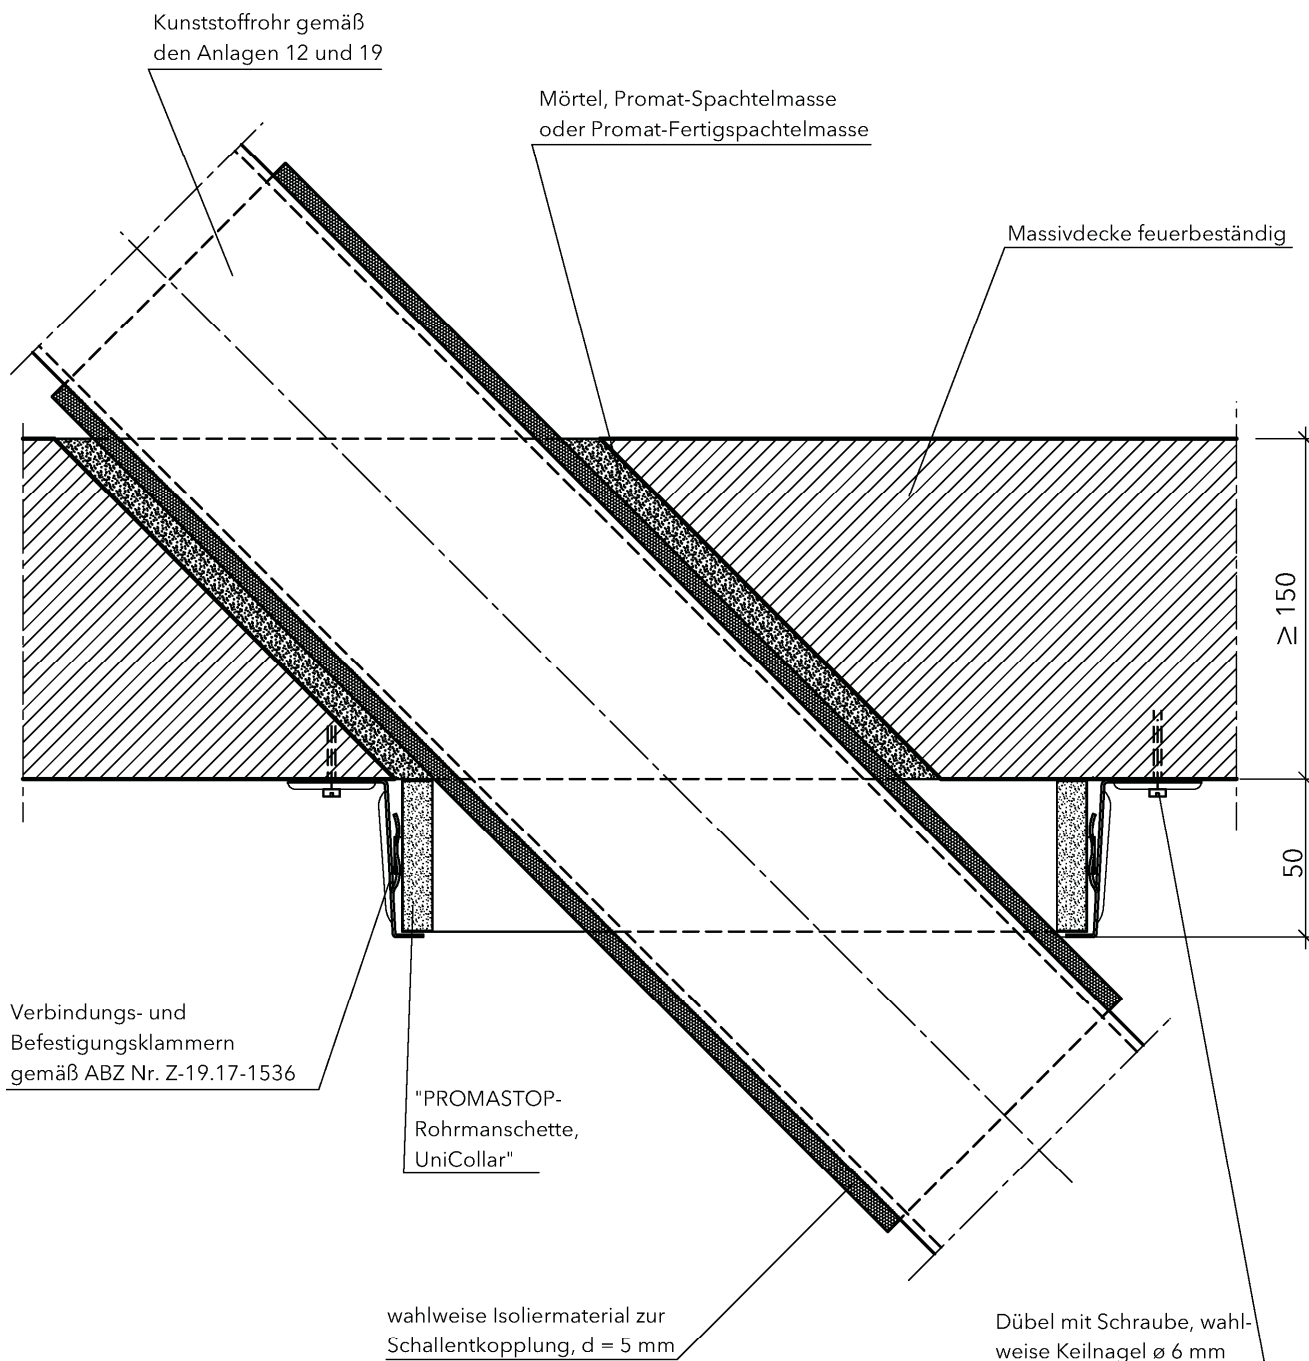 Kunststoffrohr gemäß
den Anlagen 12 und 19
Mörtel, Promat-Spachtelmasse
oder Promat-Fertigspachtelmasse
Massivdecke feuerbeständig
≥ 150
50
Verbindungs- und
Befestigungsklammern
gemäß ABZ Nr. Z-19.17-1536
"PROMASTOP-
Rohrmanschette,
UniCollar"
wahlweise Isoliermaterial zur
Schallentkopplung, d = 5 mm
Dübel mit Schraube, wahl-
weise Keilnagel ø 6 mm